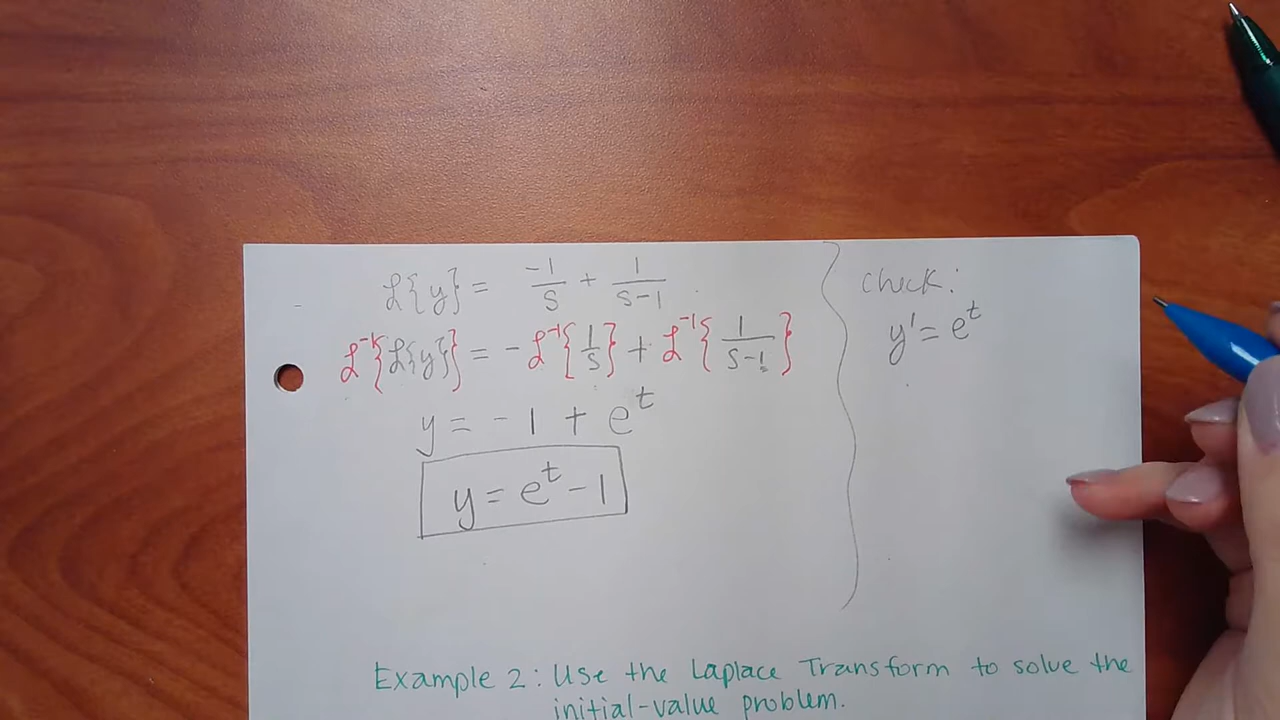 ℒ{y} = -1/s + 1/(s-1)
ℒ⁻¹{ℒ{y}} = -ℒ⁻¹{1/s} + ℒ⁻¹{1/(s-1)}
y = -1 + eᵗ
y = eᵗ - 1
check:
y' = eᵗ
Example 2: Use the Laplace Transform to solve the
initial-value problem.